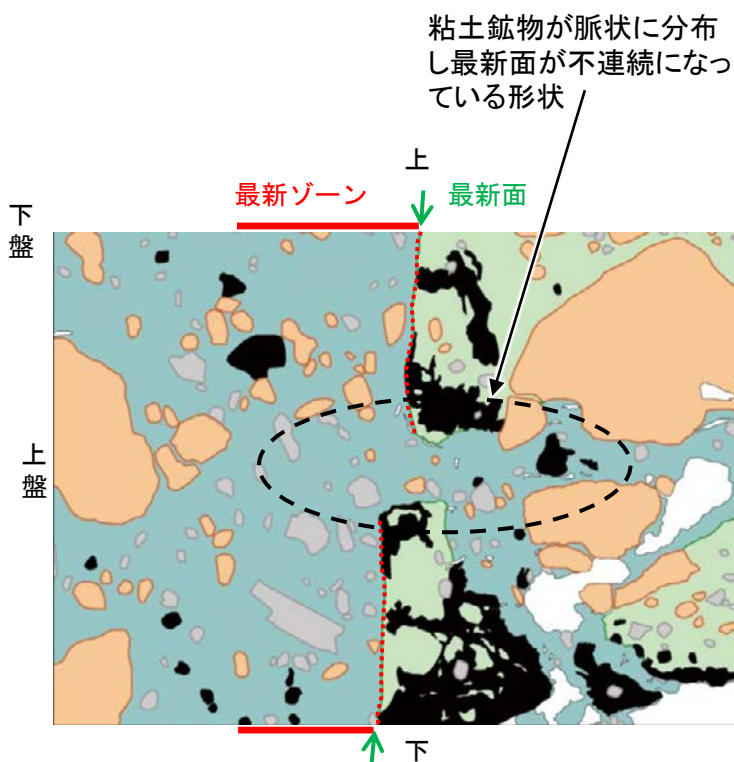 粘土鉱物が脈状に分布
し最新面が不連続になっ
ている形状
上
最新ゾーン
最新面
下盤
上盤
下